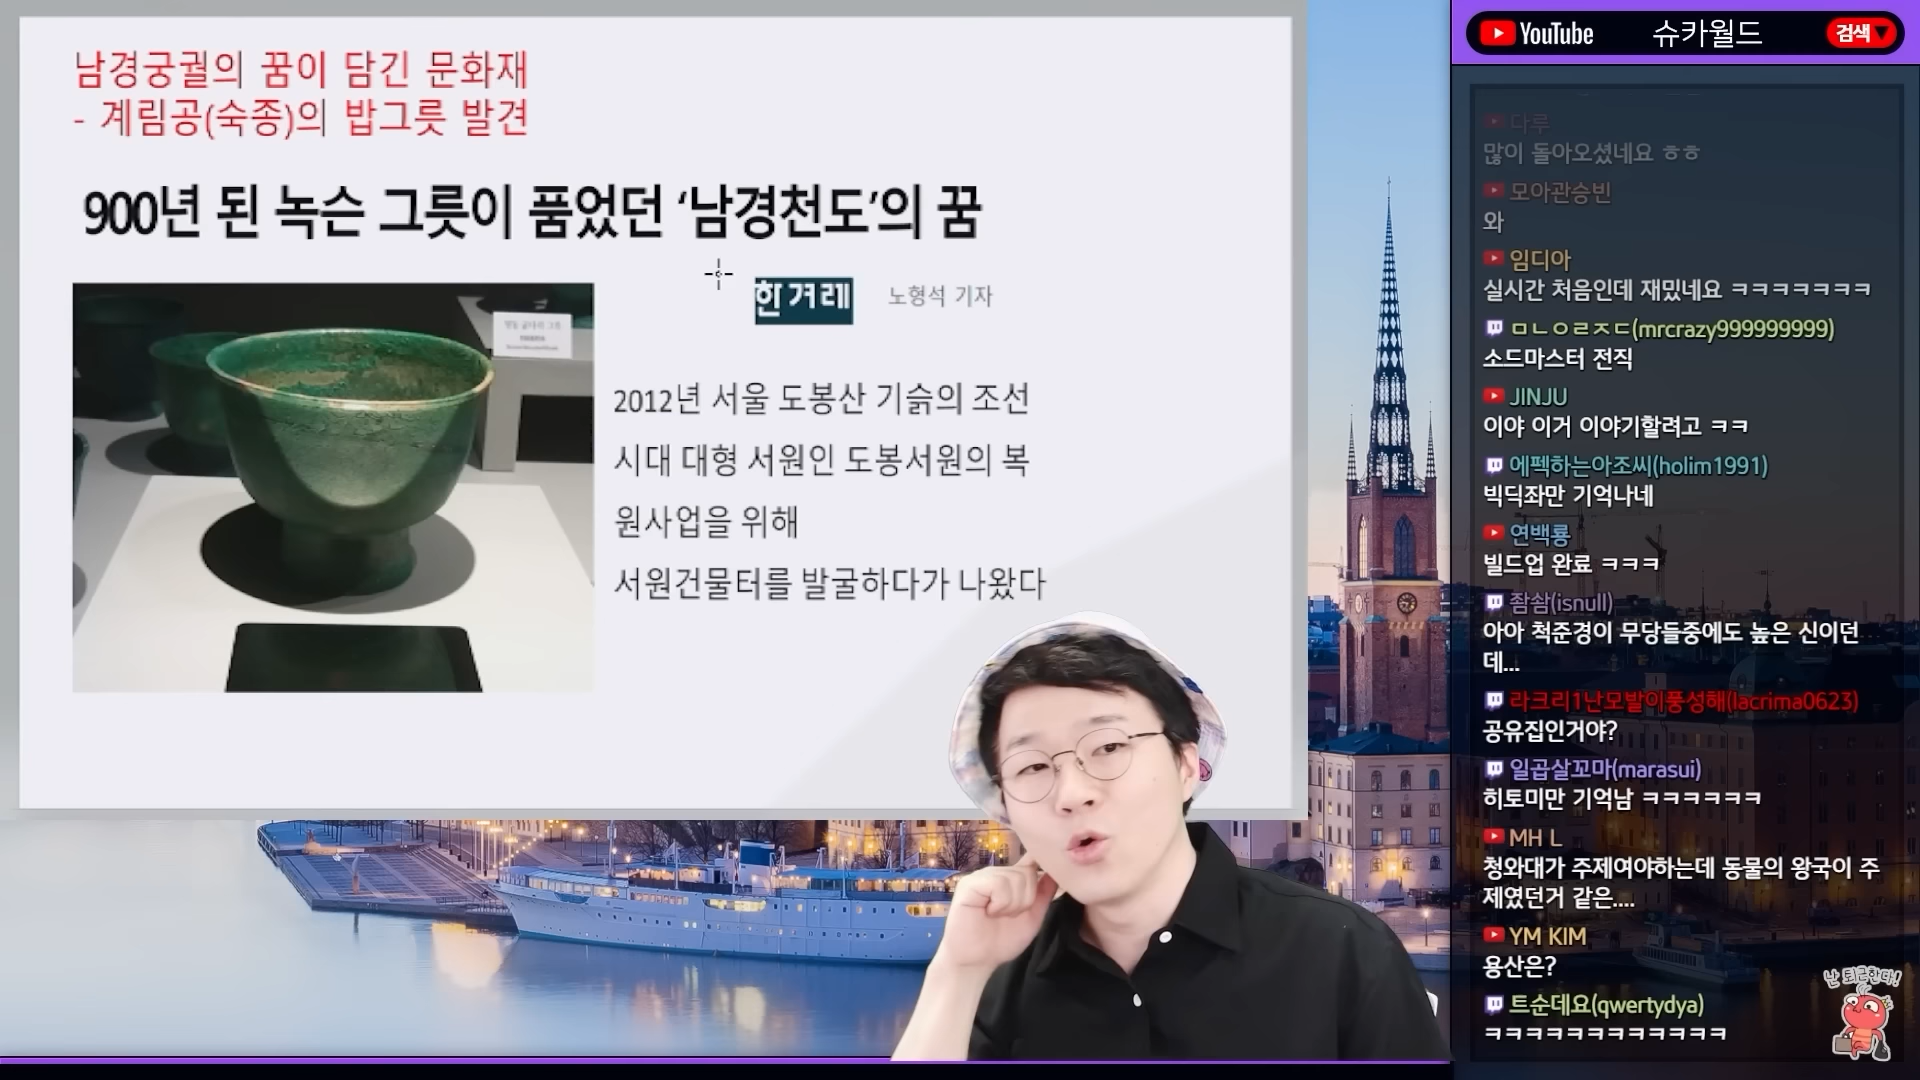 남경궁궐의 꿈이 담긴 문화재
- 계림공(숙종)의 밥그릇 발견
900년 된 녹슨 그릇이 품었던 ‘남경천도’의 꿈
한겨레
노형석 기자
2012년 서울 도봉산 기슭의 조선
시대 대형 서원인 도봉서원의 복
원사업을 위해
서원건물터를 발굴하다가 나왔다
YouTube 슈카월드 검색
다루
많이 돌아오셨네요 ㅎㅎ
모아관승빈
와
임디아
실시간 처음인데 재밌네요 ㅋㅋㅋㅋㅋㅋㅋ
ㅁㄴㅇㄹㅈㄷ(mrcrazy999999999)
소드마스터 전직
JINJU
이야 이거 이야기할려고 ㅋㅋ
에펙하는아조씨(holim1991)
빅딕좌만 기억나네
연백룡
빌드업 완료 ㅋㅋㅋ
좜솸(isnull)
아아 척준경이 무당들중에도 높은 신이던
데...
라크리1난모발이풍성해(lacrima0623)
공유집인거야?
일곱살꼬마(marasui)
히토미만 기억남 ㅋㅋㅋㅋㅋㅋ
MH L
청와대가 주제여야하는데 동물의 왕국이 주
제였던거 같은....
YM KIM
용산은?
트순데요(qwertydya)
ㅋㅋㅋㅋㅋㅋㅋㅋㅋㅋㅋㅋ
난 퇴근한다!